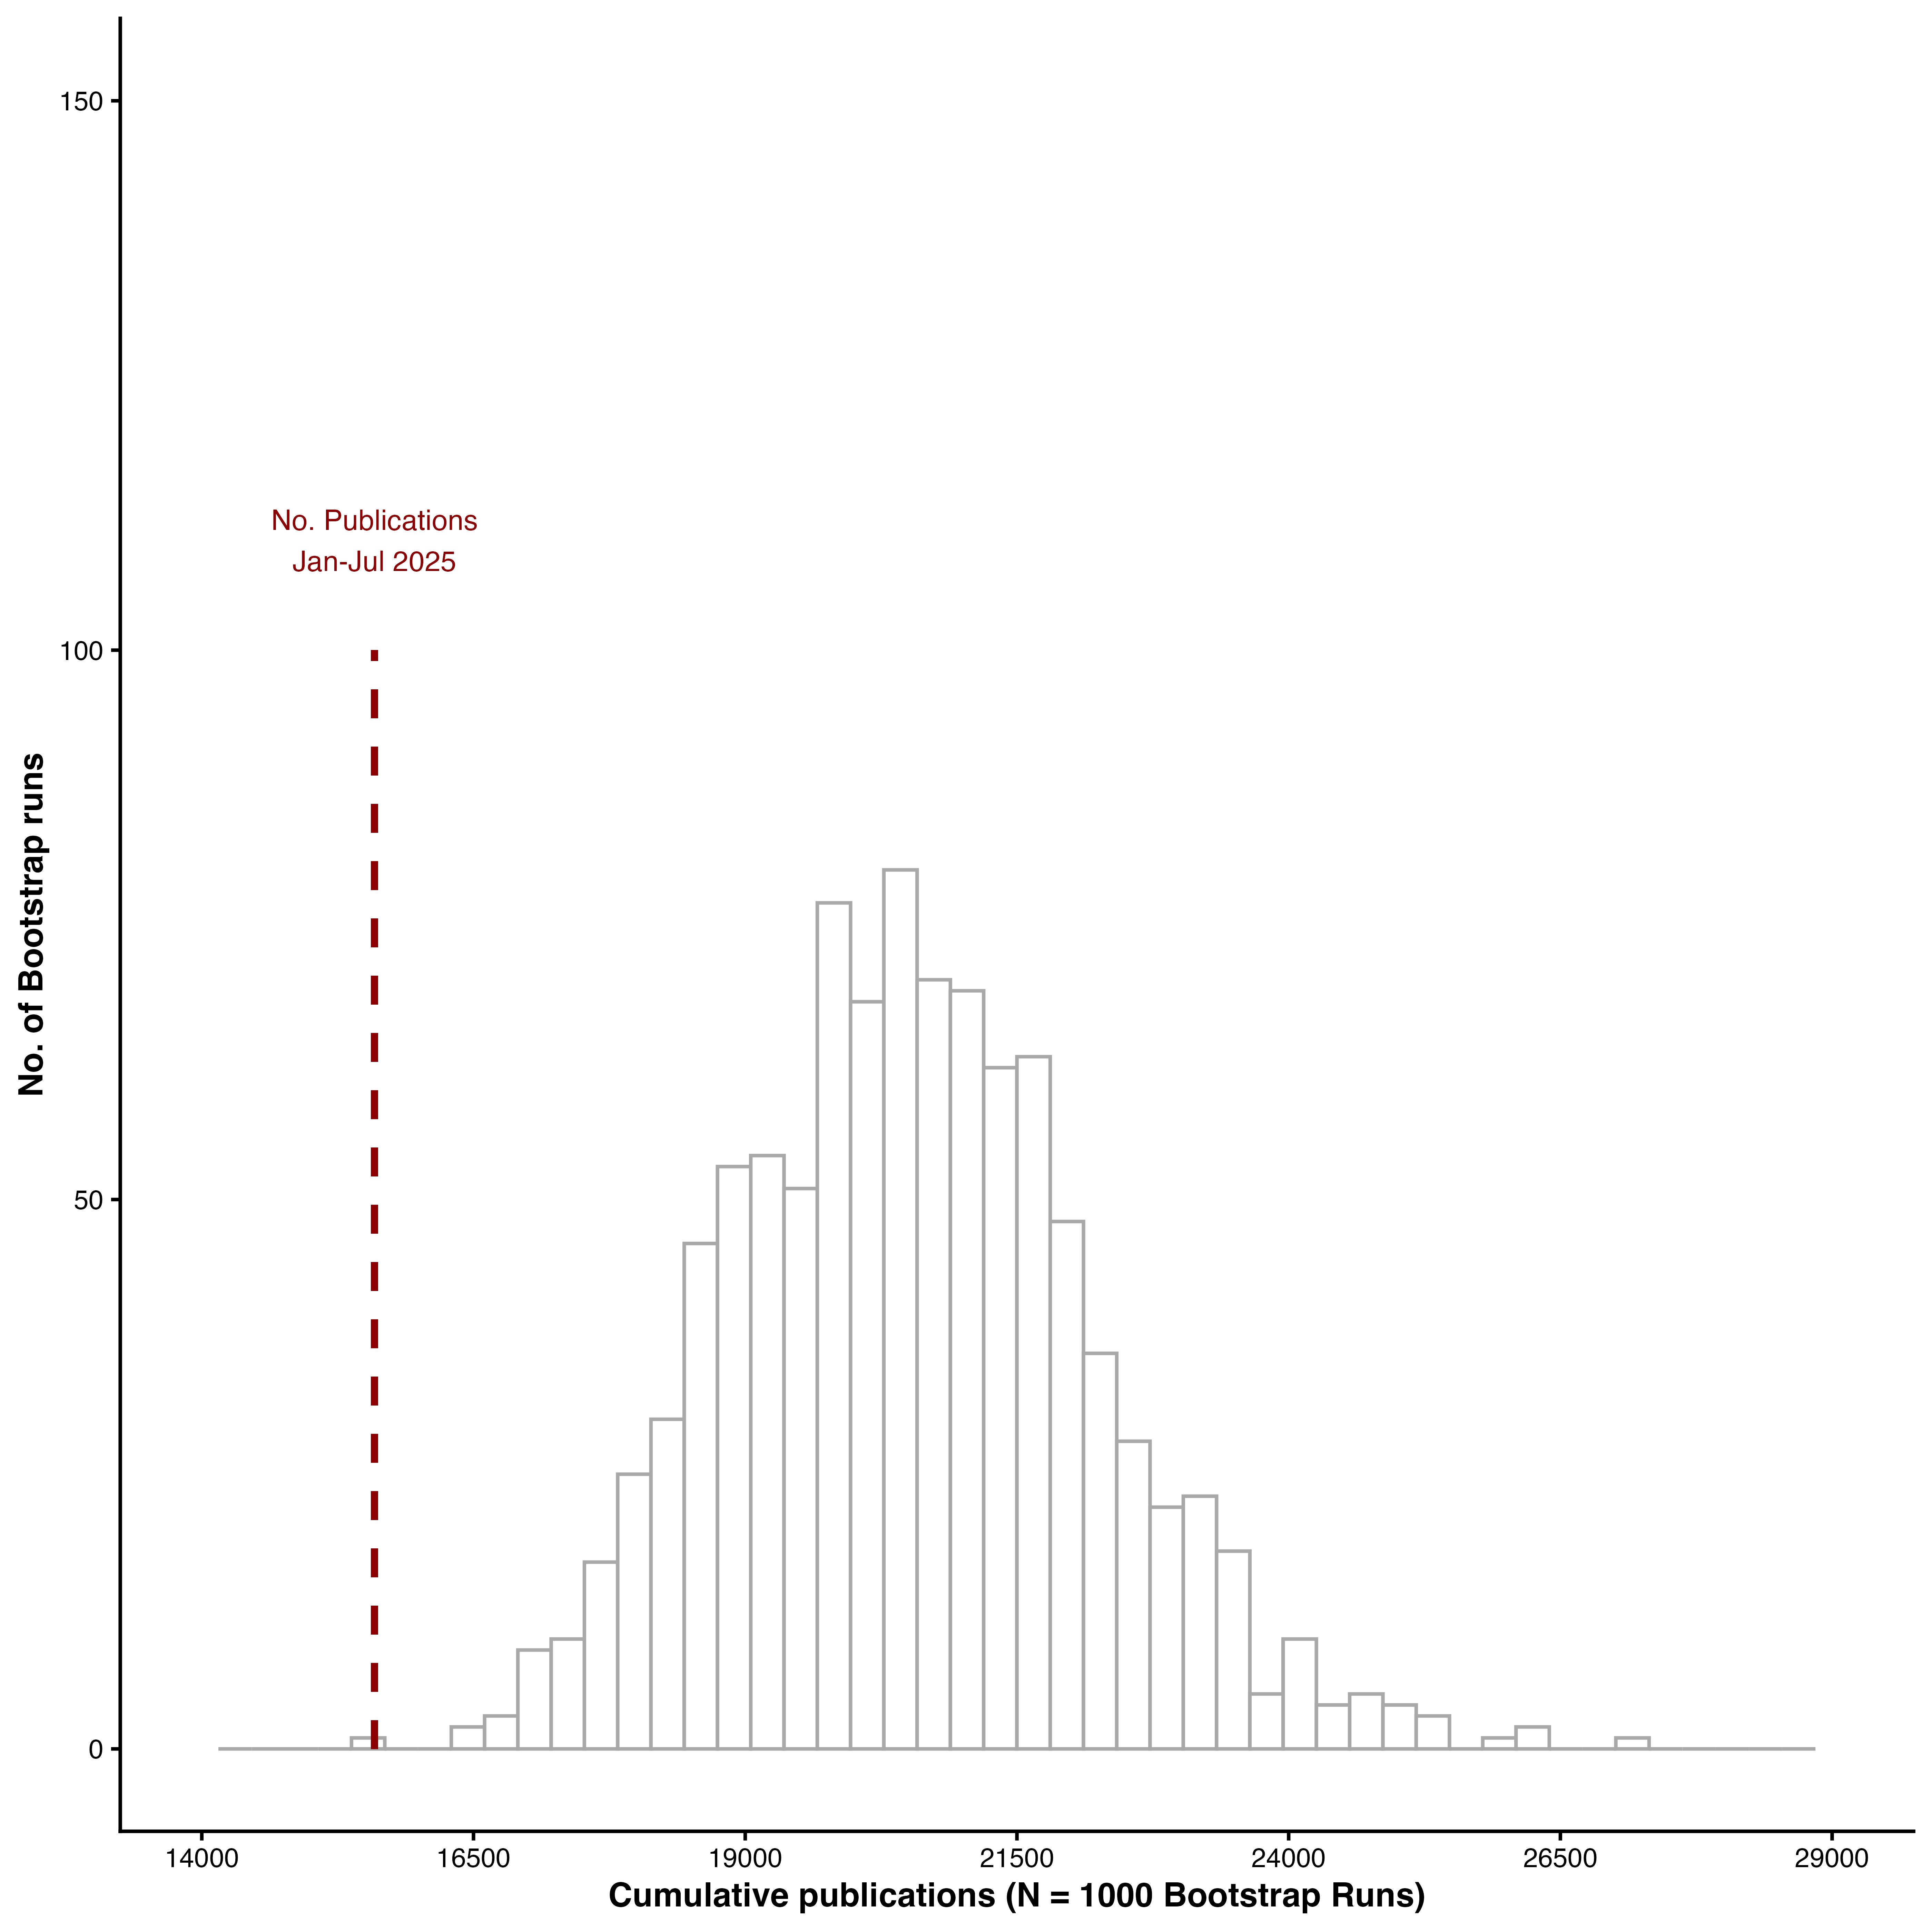 150
100
50
0
No. of Bootstrap runs
No. Publications
Jan-Jul 2025
14000 16500 19000 21500 24000 26500 29000
Cumulative publications (N = 1000 Bootstrap Runs)